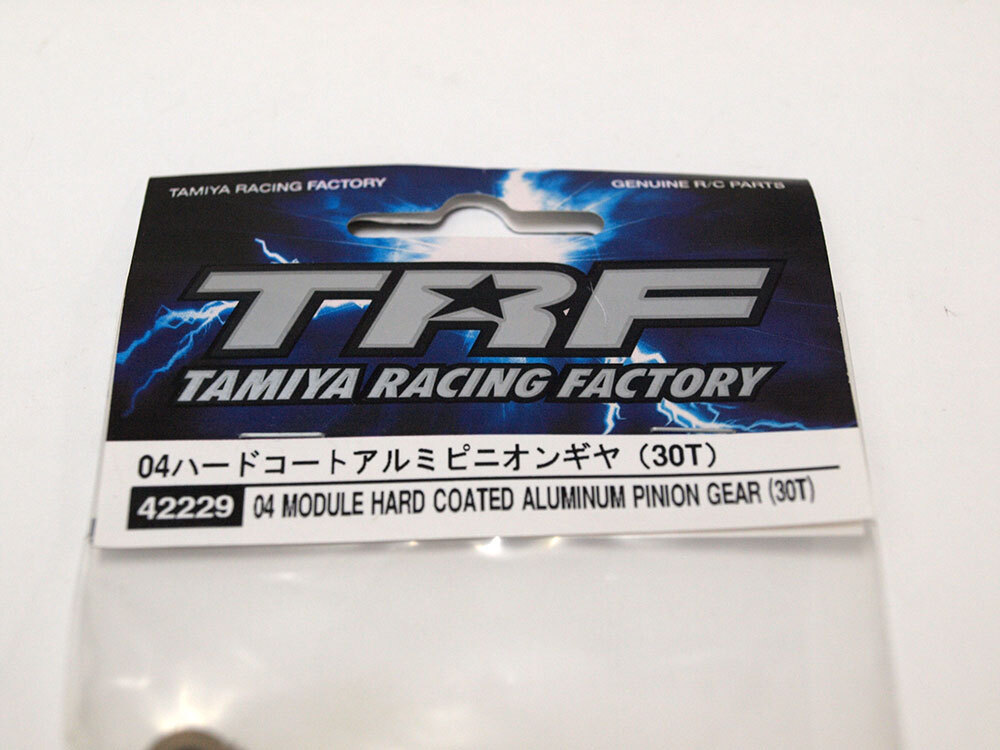 TAMIYA RACING FACTORY GENUINE R/C PARTS
TRF
TAMIYA RACING FACTORY
04ハードコートアルミピニオンギヤ（30T）
42229 04 MODULE HARD COATED ALUMINUM PINION GEAR (30T)